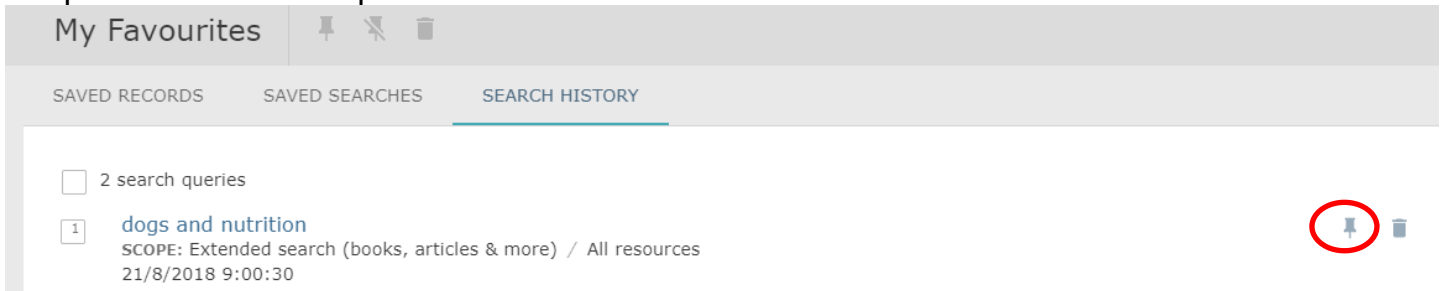 My Favourites
SAVED RECORDS SAVED SEARCHES SEARCH HISTORY
2 search queries
1 dogs and nutrition
SCOPE: Extended search (books, articles & more) / All resources
21/8/2018 9:00:30